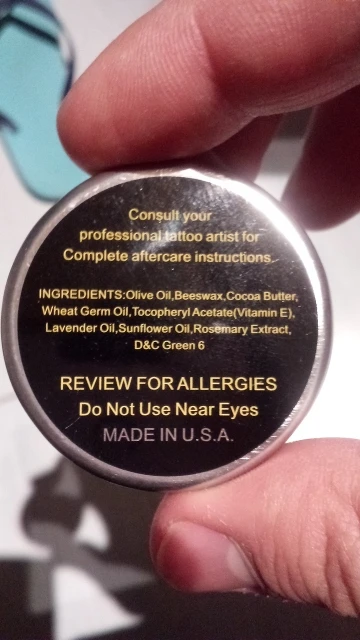 Consult your
professional tattoo artist for
Complete aftercare instructions.
INGREDIENTS:Olive Oil,Beeswax,Cocoa Butter,
Wheat Germ Oil,Tocopheryl Acetate(Vitamin E),
Lavender Oil,Sunflower Oil,Rosemary Extract,
D&C Green 6
REVIEW FOR ALLERGIES
Do Not Use Near Eyes
MADE IN U.S.A.